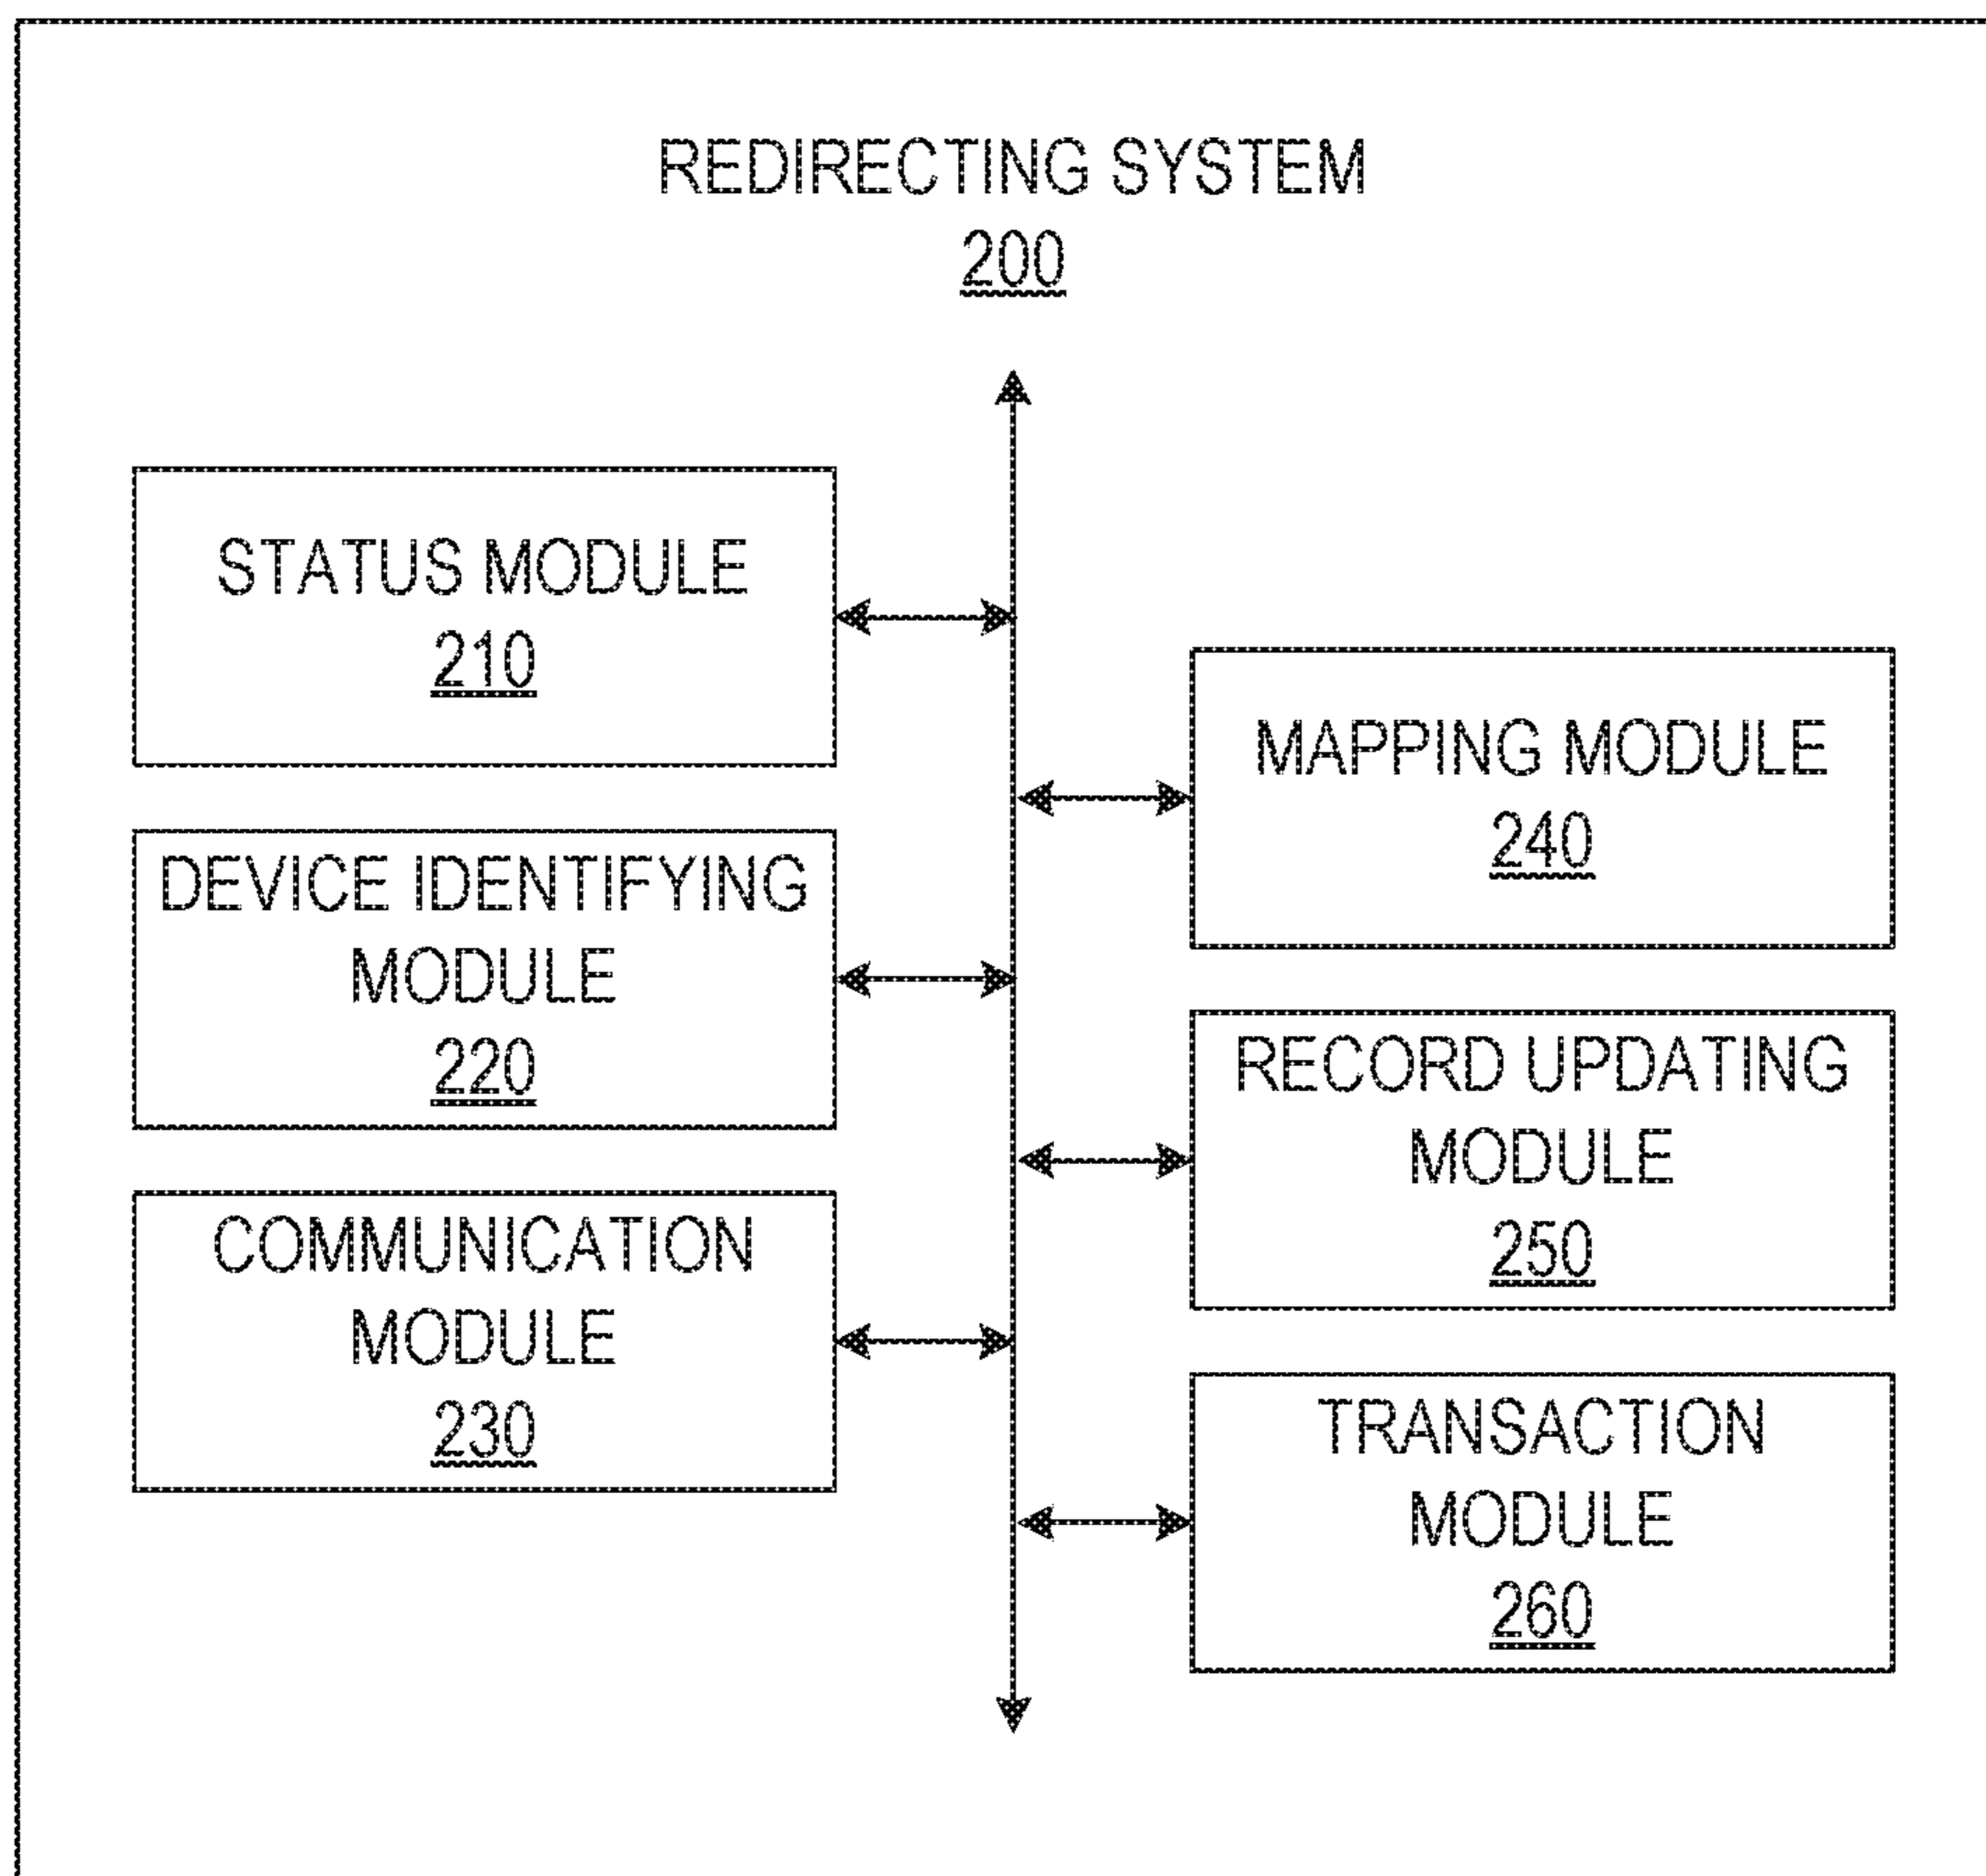 REDIRECTING SYSTEM
200
STATUS MODULE
210
DEVICE IDENTIFYING
MODULE
220
COMMUNICATION
MODULE
230
MAPPING MODULE
240
RECORD UPDATING
MODULE
250
TRANSACTION
MODULE
260